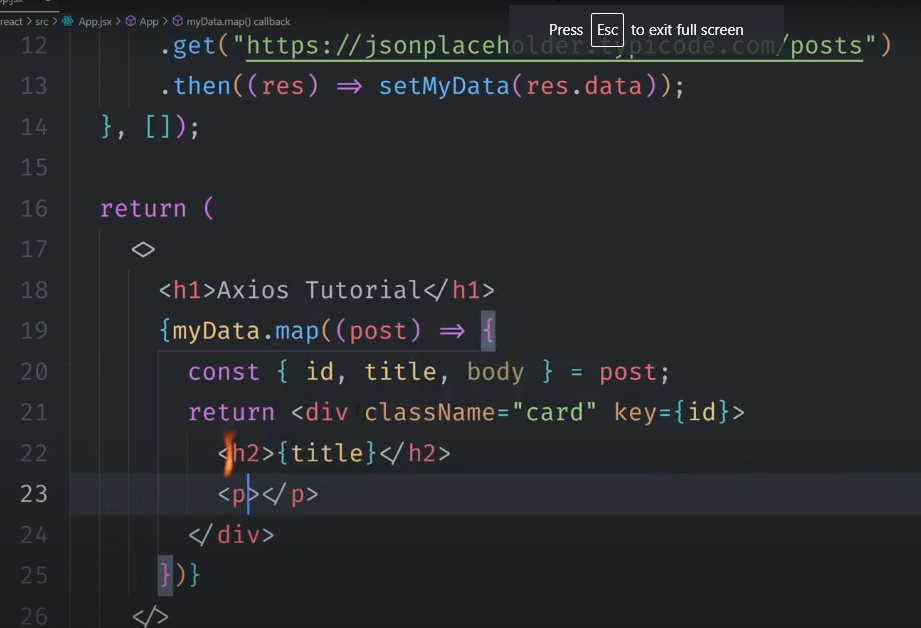 react > src > App.jsx > App > myData.map() callback
Press Esc to exit full screen
12 .get("https://jsonplaceholder.typicode.com/posts")
13 .then((res) => setMyData(res.data));
14 }, []);
15
16 return (
17 <>
18 <h1>Axios Tutorial</h1>
19 {myData.map((post) => {
20 const { id, title, body } = post;
21 return <div className="card" key={id}>
22 <h2>{title}</h2>
23 <p></p>
24 </div>
25 })}
26 </>